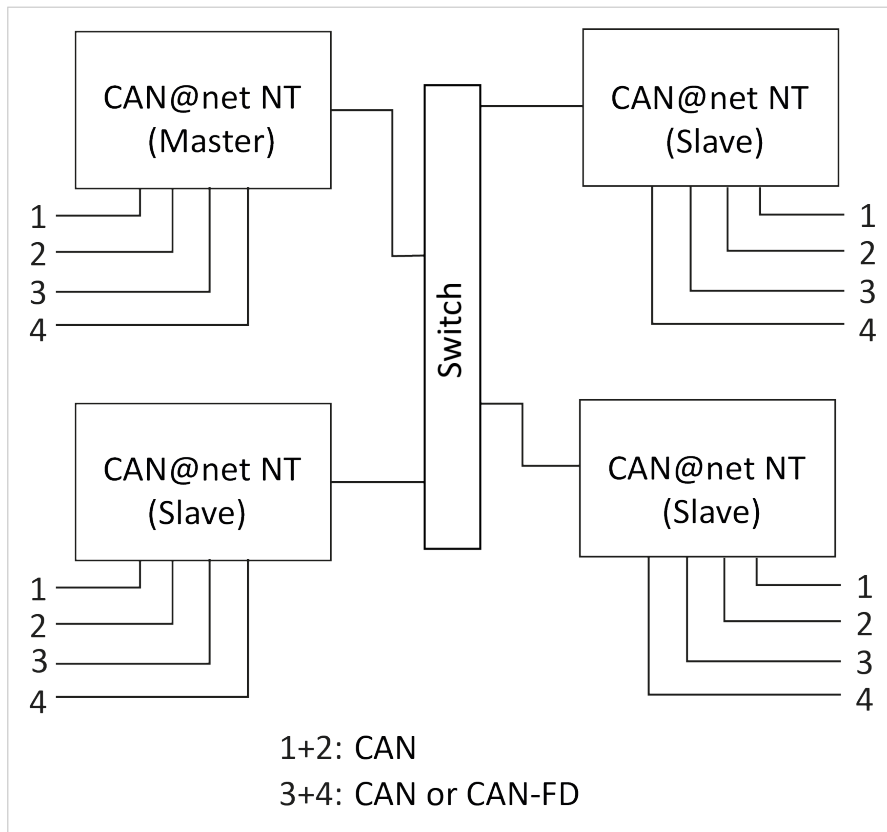 CAN@net NT
(Master)
1
2
3
4
CAN@net NT
(Slave)
1
2
3
4
Switch
CAN@net NT
(Slave)
1
2
3
4
CAN@net NT
(Slave)
1
2
3
4
1+2: CAN
3+4: CAN or CAN-FD